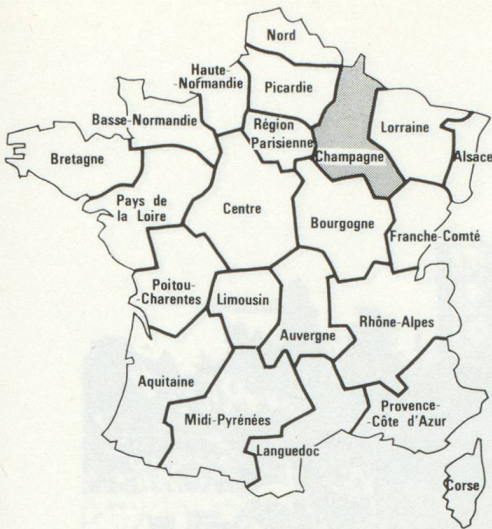 Nord
Haute-
Normandie
Picardie
Basse-Normandie
Région
Parisienne
Lorraine
Bretagne
Champagne
Alsace
Pays de
la Loire
Centre
Bourgogne
Franche-Comté
Poitou-
Charentes
Limousin
Auvergne
Rhône-Alpes
Aquitaine
Midi-Pyrénées
Provence-
-Côte d'Azur
Languedoc
Corse